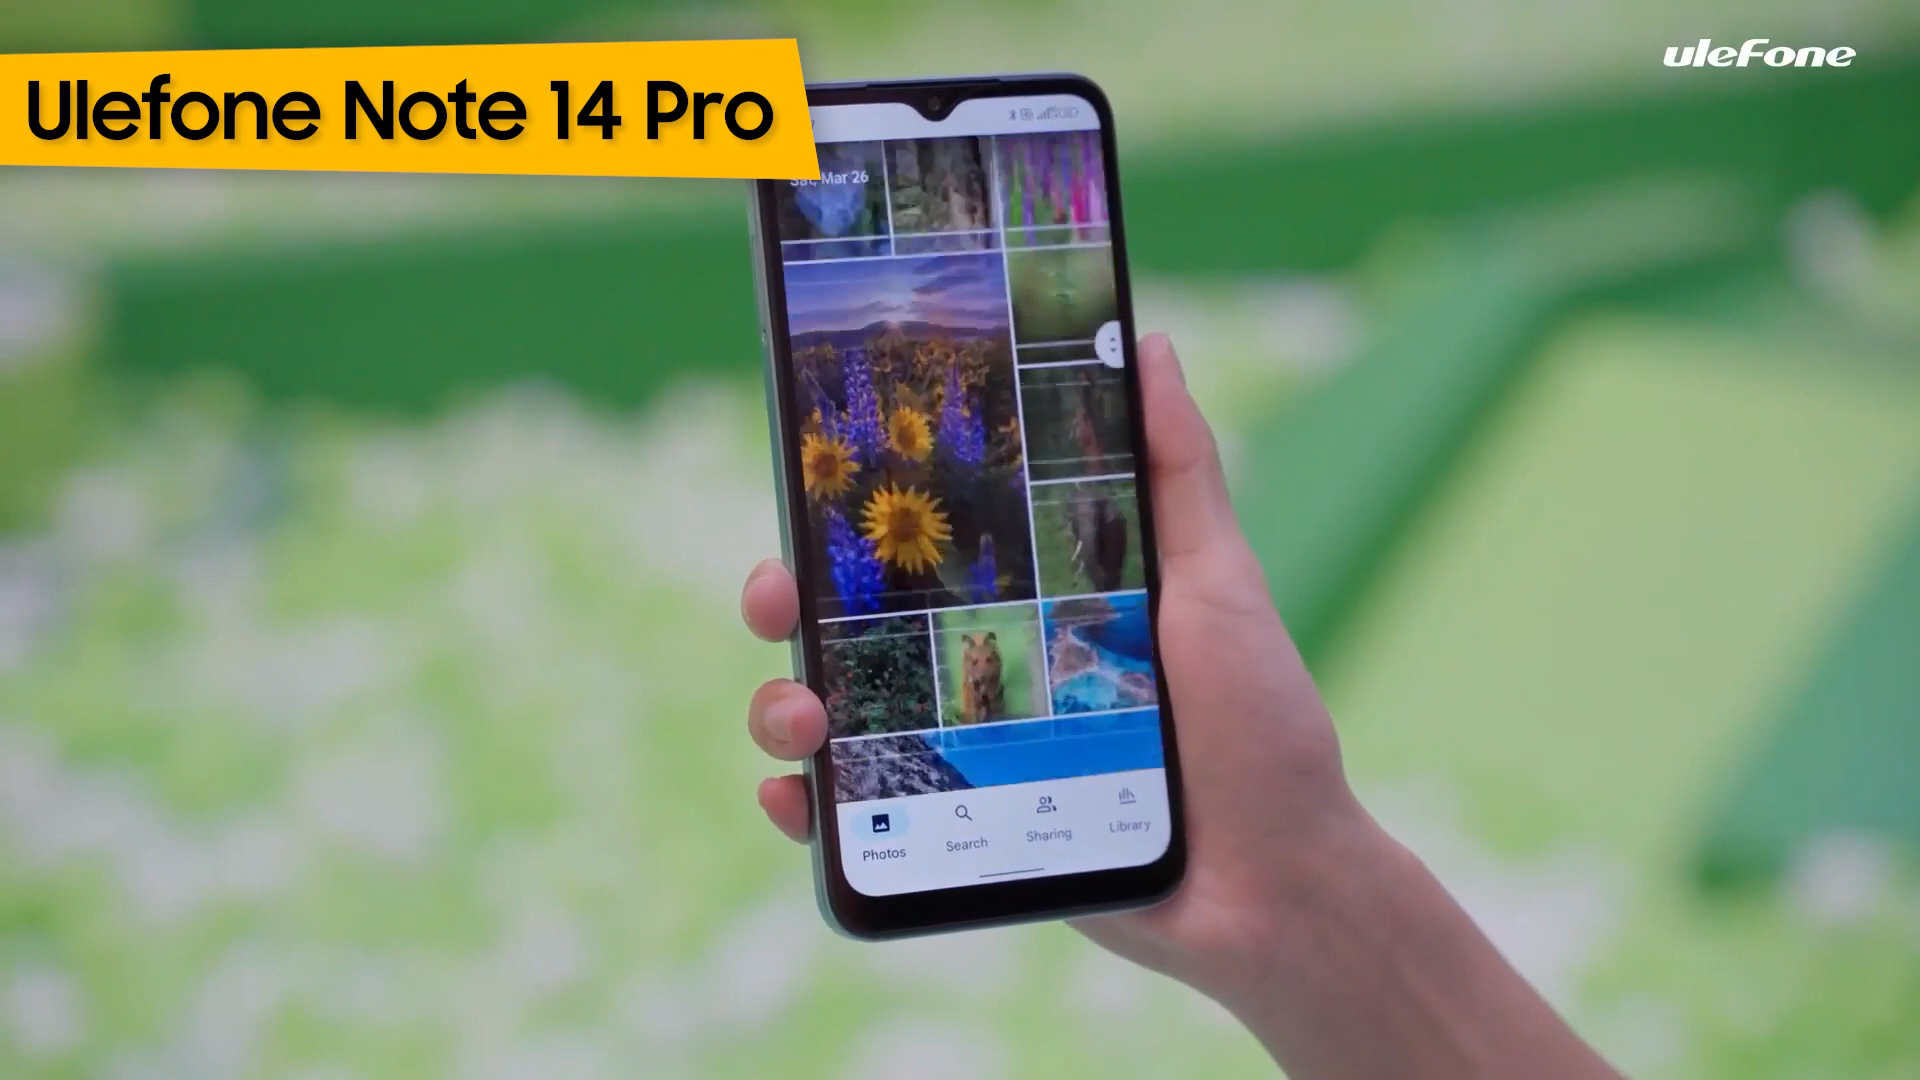 Ulefone Note 14 Pro
ulefone
Sat, Mar 26
Photos
Search
Sharing
Library